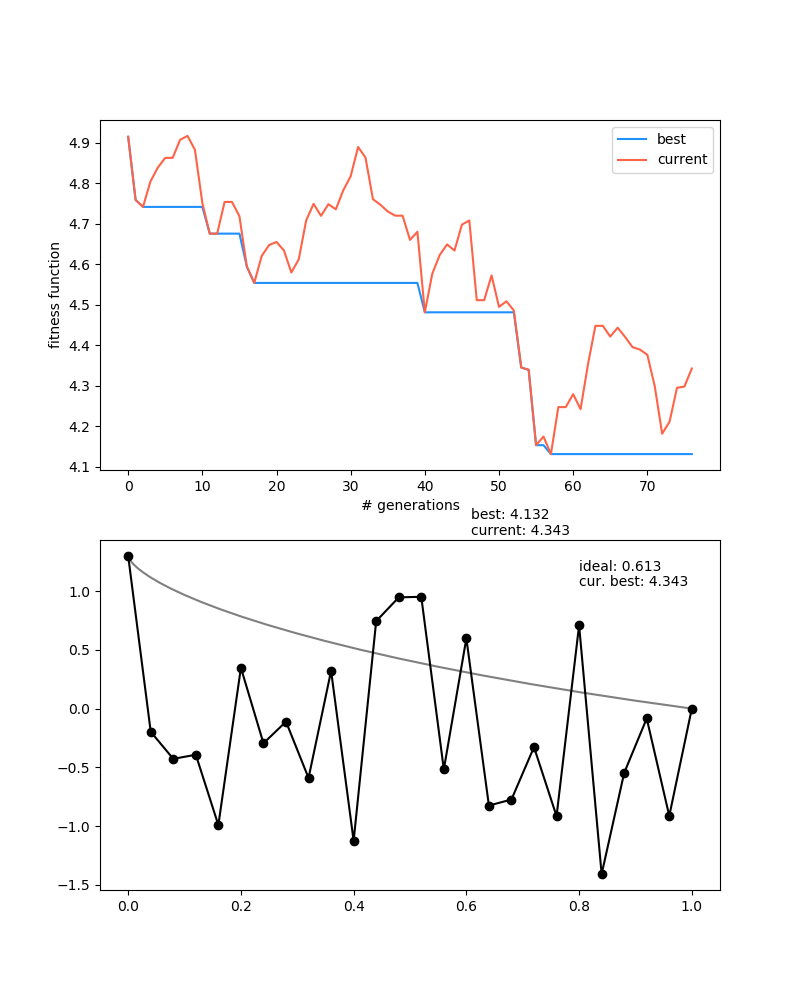 4.9
4.8
4.7
4.6
4.5
4.4
4.3
4.2
4.1
fitness function
best
current
0 10 20 30 40 50 60 70
# generations
best: 4.132
current: 4.343
ideal: 0.613
cur. best: 4.343
1.0
0.5
0.0
−0.5
−1.0
−1.5
0.0 0.2 0.4 0.6 0.8 1.0